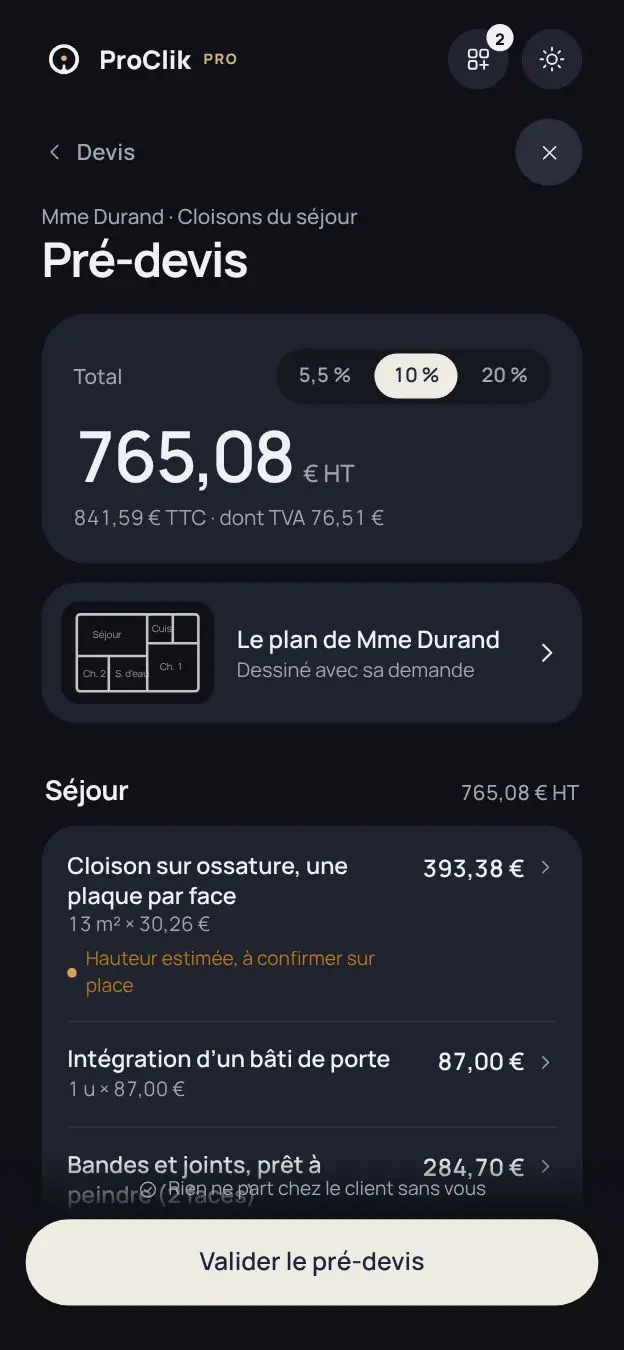 ProClik PRO
2
Devis
Mme Durand · Cloisons du séjour
Pré-devis
Total
5,5 %
10 %
20 %
765,08 € HT
841,59 € TTC · dont TVA 76,51 €
Séjour
Cuis
Ch. 2
S. d'eau
Ch. 1
Le plan de Mme Durand
Dessiné avec sa demande
Séjour
765,08 € HT
Cloison sur ossature, une
plaque par face
393,38 €
13 m² × 30,26 €
Hauteur estimée, à confirmer sur
place
Intégration d’un bâti de porte
87,00 €
1 u × 87,00 €
Bandes et joints, prêt à
284,70 €
peindre (2 faces)
Rien ne part chez le client sans vous
Valider le pré-devis